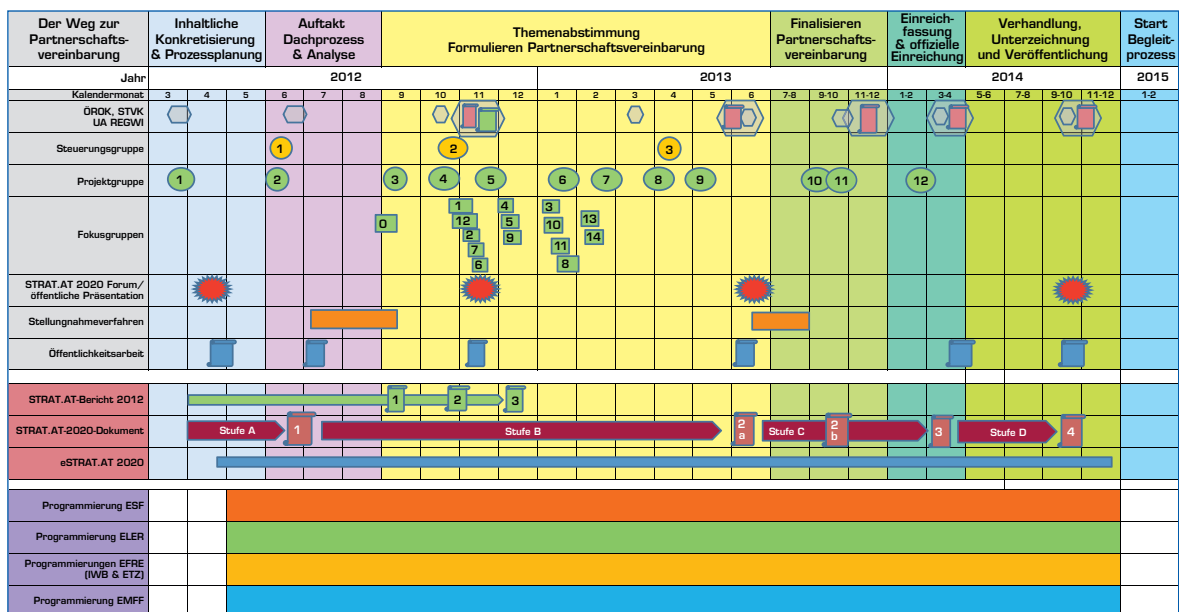 Der Weg zur
Partnerschafts-
vereinbarung
Inhaltliche
Konkretisierung
& Prozessplanung
Auftakt
Dachprozess
& Analyse
Themenabstimmung
Formulieren Partnerschaftsvereinbarung
Finalisieren
Partnerschafts-
vereinbarung
Einreich-
fassung
& offizielle
Einreichung
Verhandlung,
Unterzeichnung
und Veröffentlichung
Start
Begleit-
prozess
Jahr 2012 2013 2014 2015
Kalendermonat 3 4 5 6 7 8 9 10 11 12 1 2 3 4 5 6 7-8 9-10 11-12 1-2 3-4 5-6 7-8 9-10 11-12 1-2
ÖROK, STVK
UA REGWI
Steuerungsgruppe 1 2 3
Projektgruppe 1 2 3 4 5 6 7 8 9 10 11 12
Fokusgruppen
0
1
12
2
7
6
4
5
9
3
10
11
8
13
14
STRAT.AT 2020 Forum/
öffentliche Präsentation
Stellungnahmeverfahren
Öffentlichkeitsarbeit
STRAT.AT-Bericht 2012 1 2 3
STRAT.AT-2020-Dokument Stufe A 1 Stufe B 2 a Stufe C 2 b 3 Stufe D 4
eSTRAT.AT 2020
Programmierung ESF
Programmierung ELER
Programmierungen EFRE
(IWB & ETZ)
Programmierung EMFF